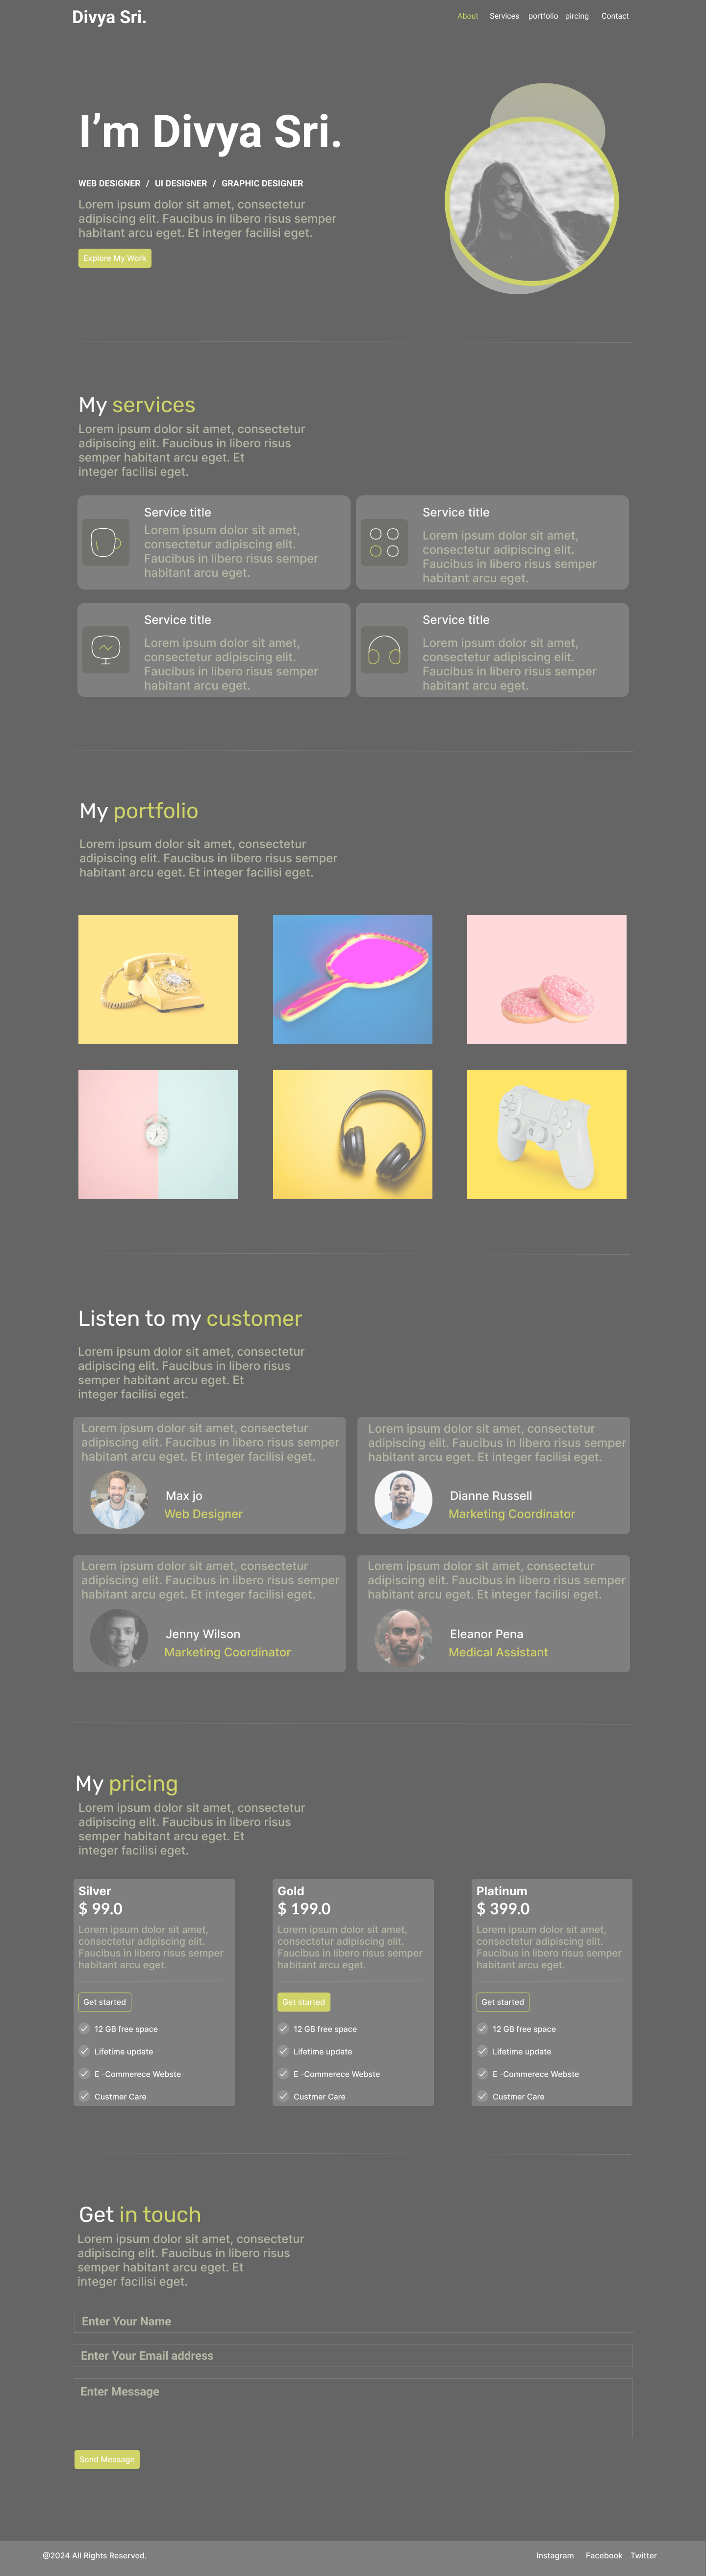 Divya Sri.
About Services portfolio pircing Contact
I'm Divya Sri.
WEB DESIGNER / UI DESIGNER / GRAPHIC DESIGNER
Lorem ipsum dolor sit amet, consectetur
adipiscing elit. Faucibus in libero risus semper
habitant arcu eget. Et integer facilisi eget.
Explore My Work
My services
Lorem ipsum dolor sit amet, consectetur
adipiscing elit. Faucibus in libero risus
semper habitant arcu eget. Et
integer facilisi eget.
Service title
Lorem ipsum dolor sit amet,
consectetur adipiscing elit.
Faucibus in libero risus semper
habitant arcu eget.
Service title
Lorem ipsum dolor sit amet,
consectetur adipiscing elit.
Faucibus in libero risus semper
habitant arcu eget.
Service title
Lorem ipsum dolor sit amet,
consectetur adipiscing elit.
Faucibus in libero risus semper
habitant arcu eget.
Service title
Lorem ipsum dolor sit amet,
consectetur adipiscing elit.
Faucibus in libero risus semper
habitant arcu eget.
My portfolio
Lorem ipsum dolor sit amet, consectetur
adipiscing elit. Faucibus in libero risus semper
habitant arcu eget. Et integer facilisi eget.
Listen to my customer
Lorem ipsum dolor sit amet, consectetur
adipiscing elit. Faucibus in libero risus
semper habitant arcu eget. Et
integer facilisi eget.
Lorem ipsum dolor sit amet, consectetur
adipiscing elit. Faucibus in libero risus semper
habitant arcu eget. Et integer facilisi eget.
Max jo
Web Designer
Lorem ipsum dolor sit amet, consectetur
adipiscing elit. Faucibus in libero risus semper
habitant arcu eget. Et integer facilisi eget.
Dianne Russell
Marketing Coordinator
Lorem ipsum dolor sit amet, consectetur
adipiscing elit. Faucibus in libero risus semper
habitant arcu eget. Et integer facilisi eget.
Jenny Wilson
Marketing Coordinator
Lorem ipsum dolor sit amet, consectetur
adipiscing elit. Faucibus in libero risus semper
habitant arcu eget. Et integer facilisi eget.
Eleanor Pena
Medical Assistant
My pricing
Lorem ipsum dolor sit amet, consectetur
adipiscing elit. Faucibus in libero risus
semper habitant arcu eget. Et
integer facilisi eget.
Silver
$ 99.0
Lorem ipsum dolor sit amet,
consectetur adipiscing elit.
Faucibus in libero risus semper
habitant arcu eget.
Get started
12 GB free space
Lifetime update
E -Commerece Webste
Custmer Care
Gold
$ 199.0
Lorem ipsum dolor sit amet,
consectetur adipiscing elit.
Faucibus in libero risus semper
habitant arcu eget.
Get started
12 GB free space
Lifetime update
E -Commerece Webste
Custmer Care
Platinum
$ 399.0
Lorem ipsum dolor sit amet,
consectetur adipiscing elit.
Faucibus in libero risus semper
habitant arcu eget.
Get started
12 GB free space
Lifetime update
E -Commerece Webste
Custmer Care
Get in touch
Lorem ipsum dolor sit amet, consectetur
adipiscing elit. Faucibus in libero risus
semper habitant arcu eget. Et
integer facilisi eget.
Enter Your Name
Enter Your Email address
Enter Message
Send Message
@2024 All Rights Reserved.
Instagram Facebook Twitter